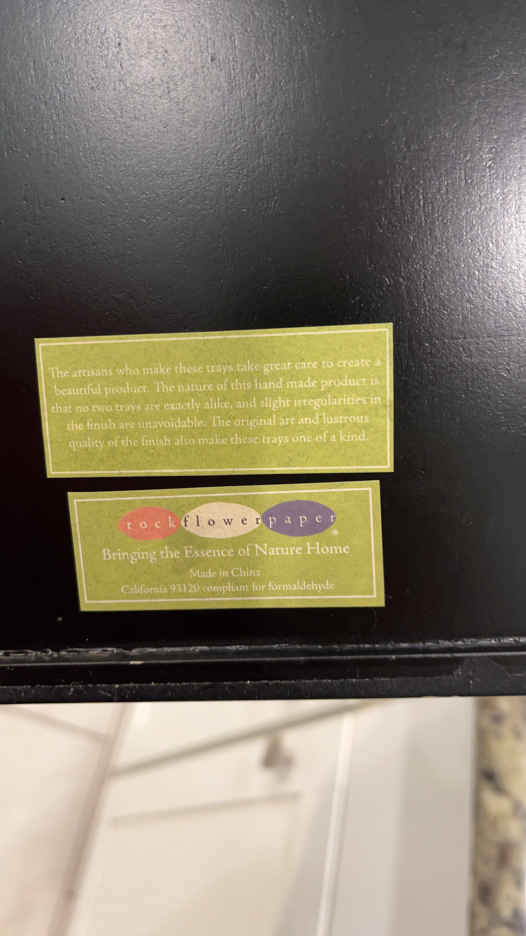 The artisans who make these trays take great care to create a
beautiful product. The nature of this hand made product is
that no two trays are exactly alike, and slight irregularities in
the finish are unavoidable. The original art and lustrous
quality of the finish also make these trays one of a kind.
rockflowerpaper®
Bringing the Essence of Nature Home
Made in China
California 93120 compliant for formaldehyde